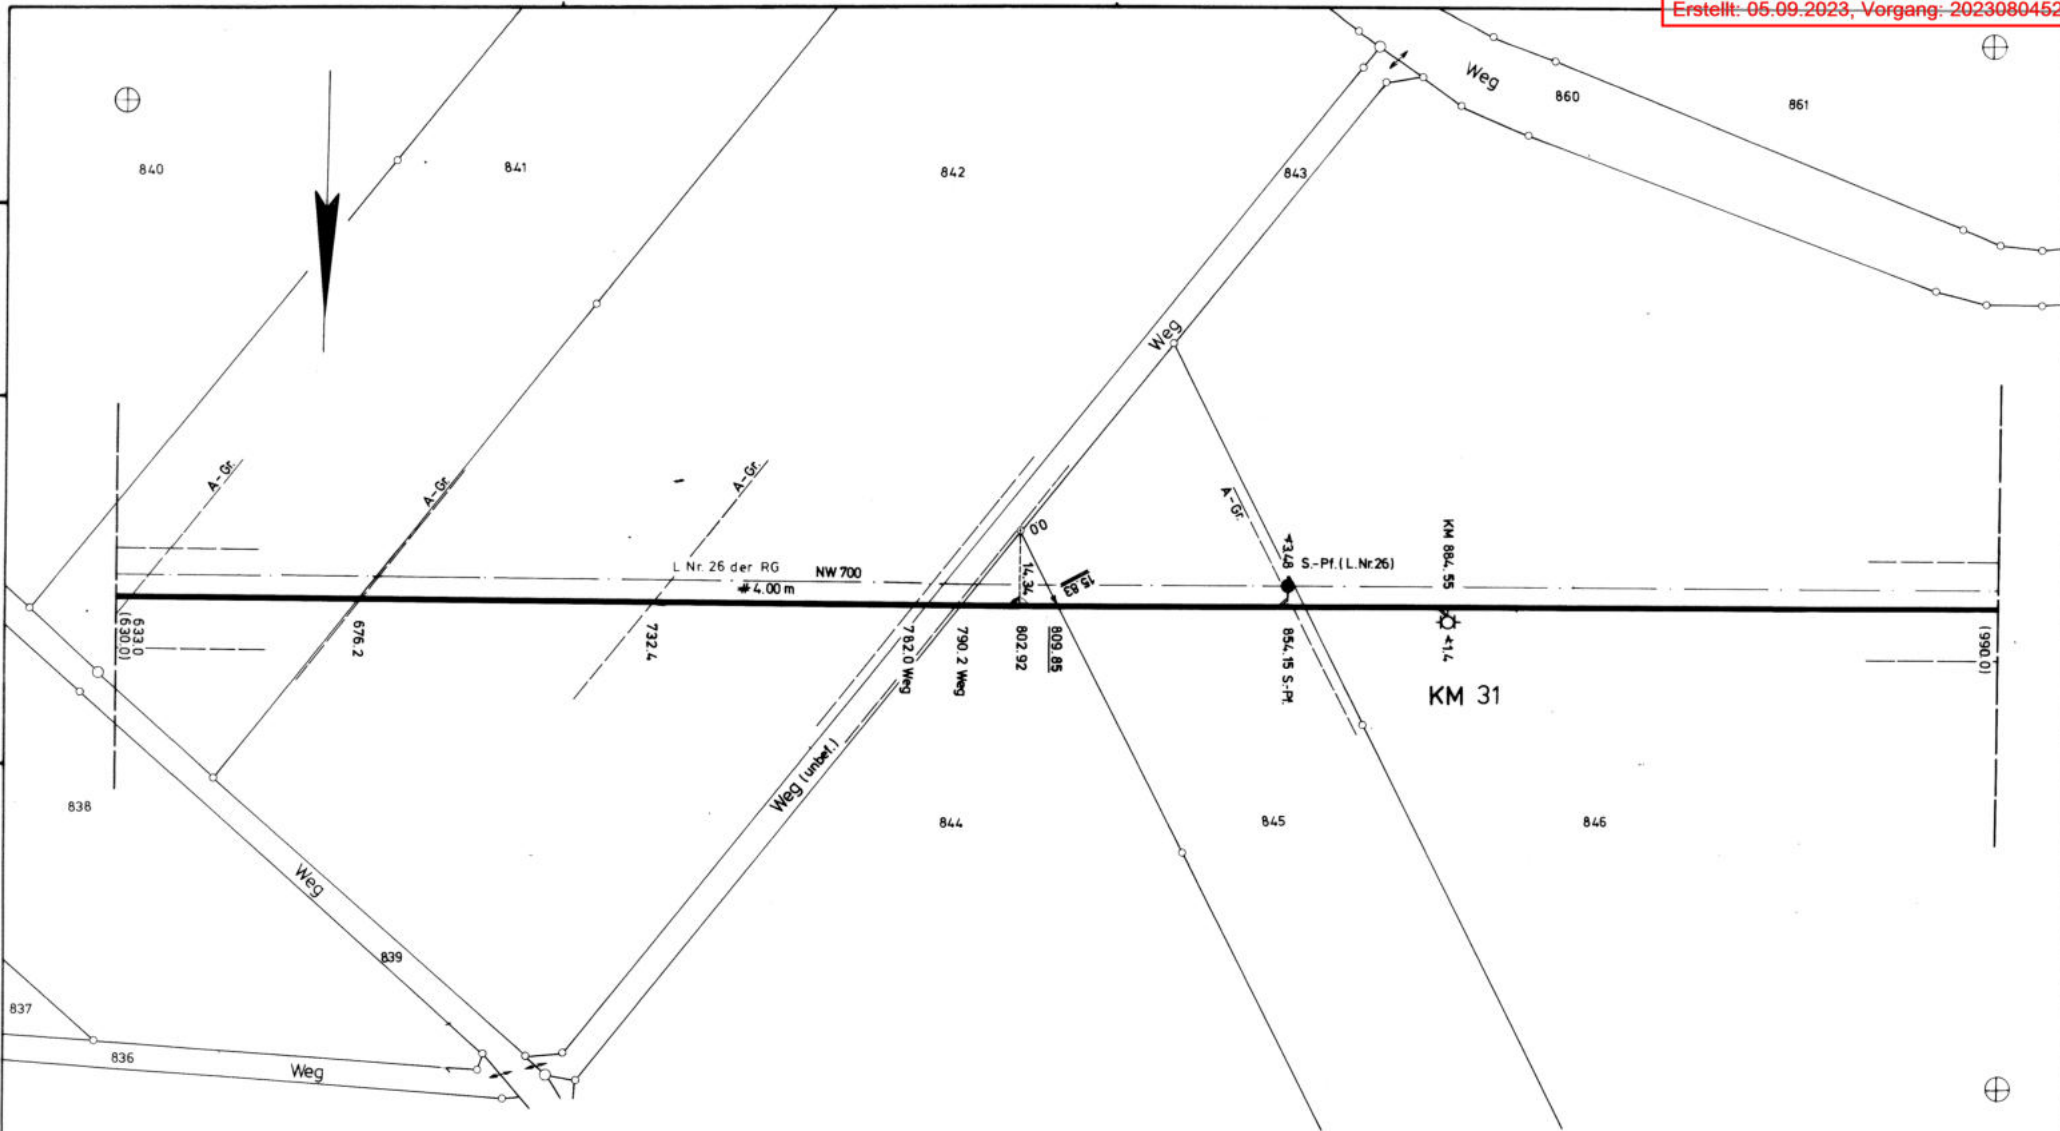 Erstellt: 05.09.2023, Vorgang: 2023080452
Weg
860
861
840
841
842
843
Weg
A-Gr.
A-Gr.
A-Gr.
A-Gr.
L Nr. 26 der RG
NW 700
4.00 m
0.0
14.34
15.83
3.48
S.-Pf. (L.Nr.26)
KM 884.55
633.0
(630.0)
676.2
732.4
782.0 Weg
790.2 Weg
802.92
809.85
854.15 S.-Pf.
1.4
(990.0)
KM 31
Weg (unbef.)
838
844
845
846
Weg
839
837
836
Weg